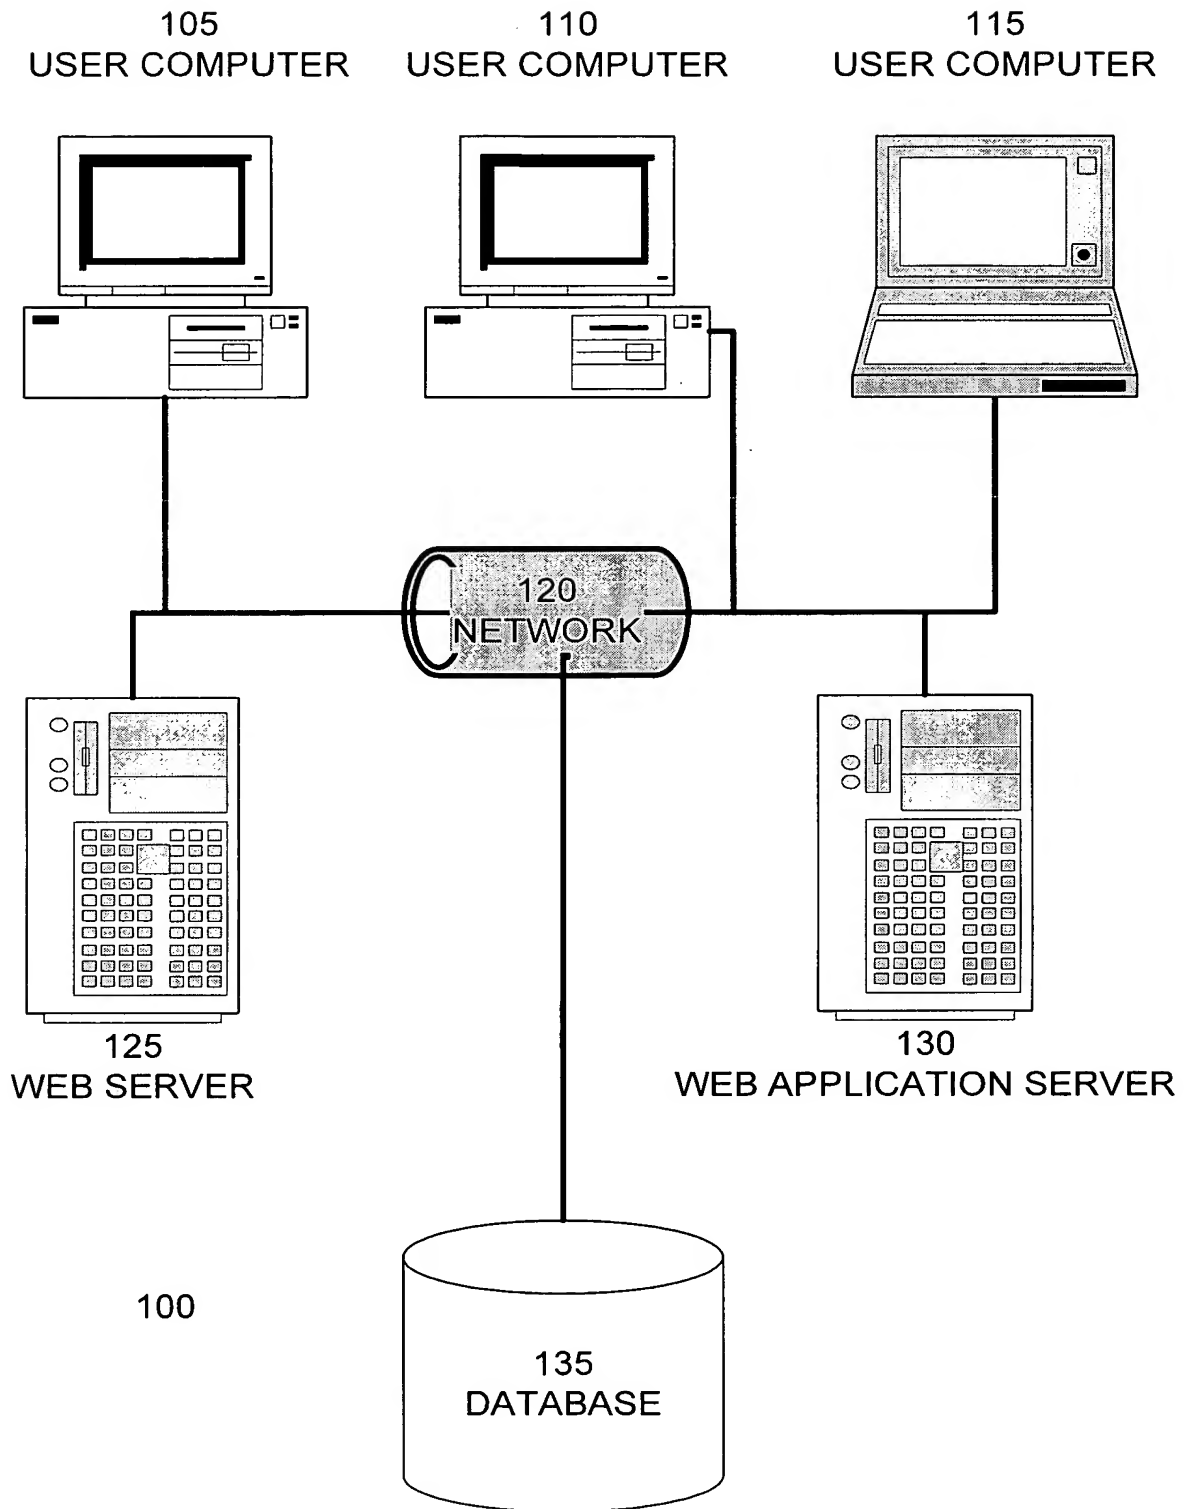 105
USER COMPUTER
110
USER COMPUTER
115
USER COMPUTER
120
NETWORK
125
WEB SERVER
130
WEB APPLICATION SERVER
100
135
DATABASE